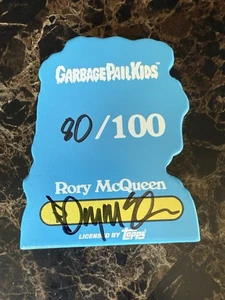 GARBAGE PAIL KIDS
80/100
Rory McQueen
LICENSED BY Topps